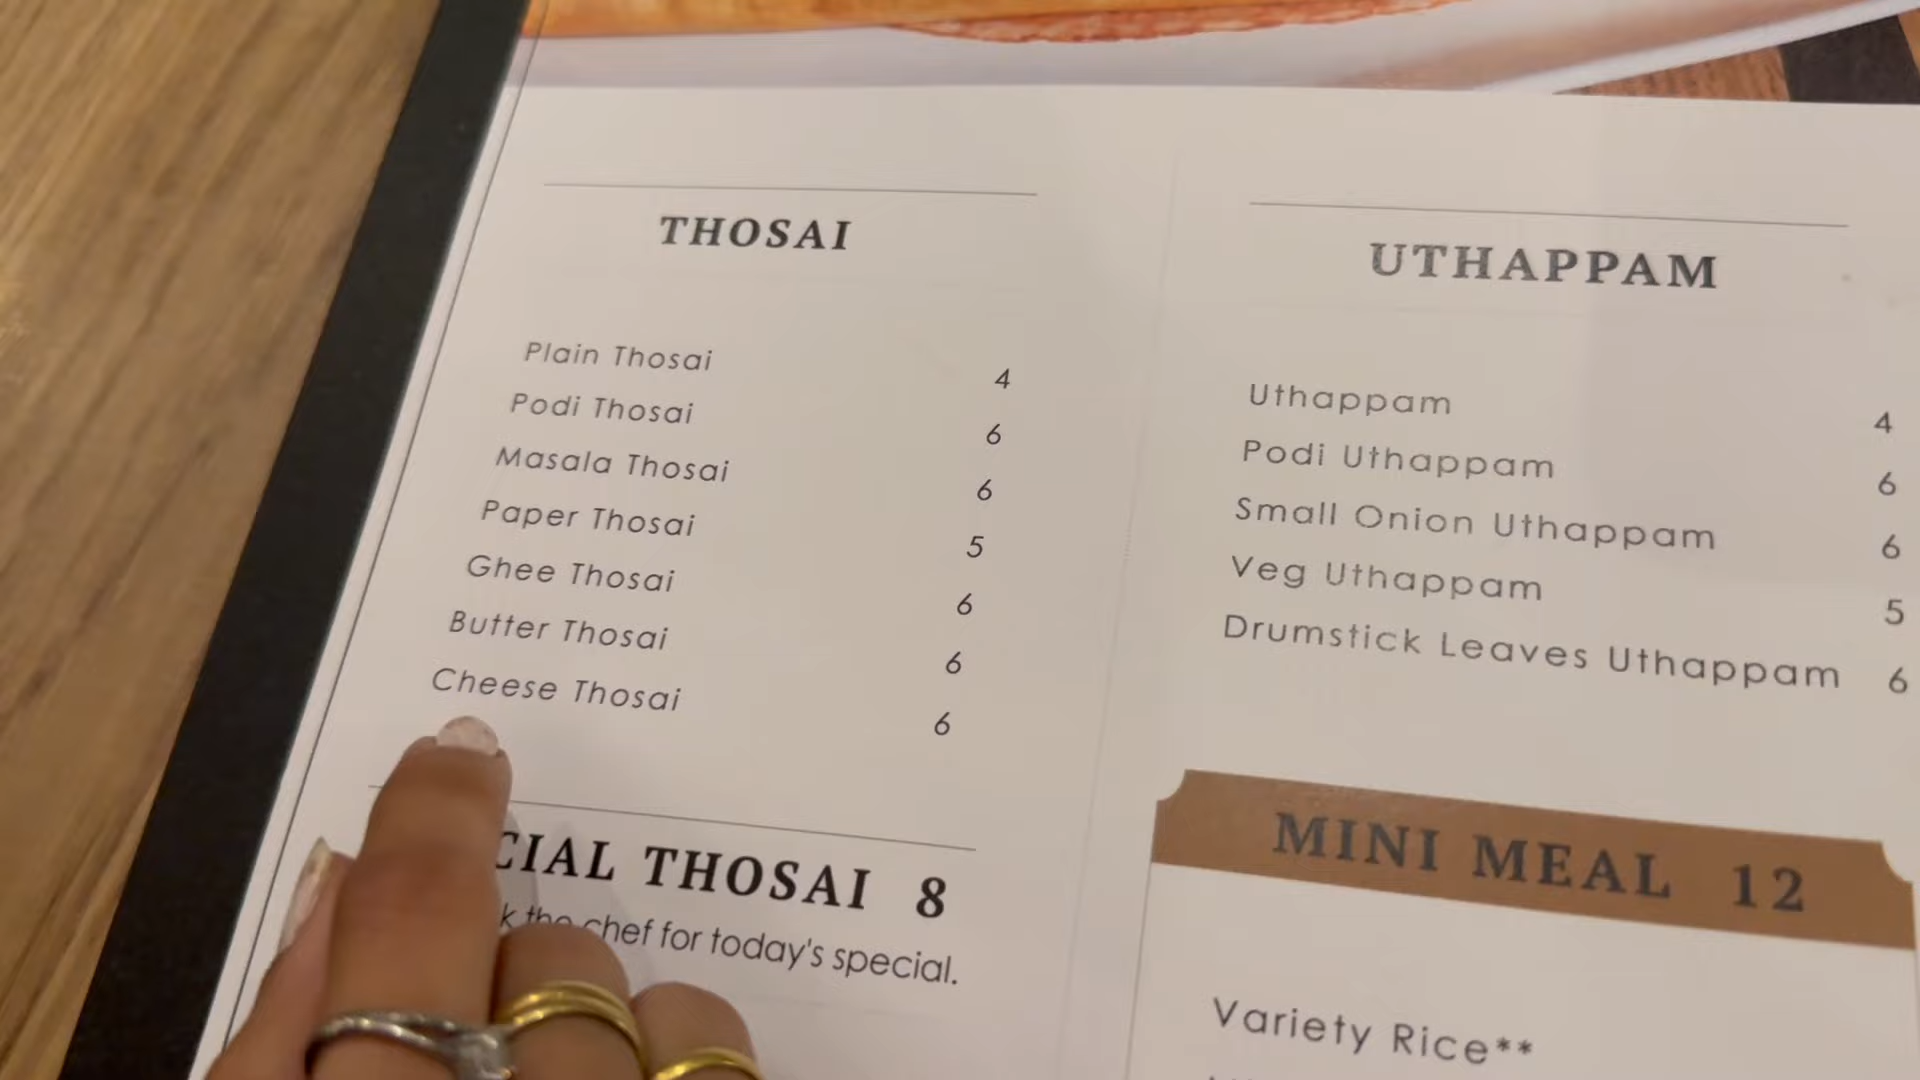 THOSAI
Plain Thosai 4
Podi Thosai 6
Masala Thosai 6
Paper Thosai 5
Ghee Thosai 6
Butter Thosai 6
Cheese Thosai 6
THOSAI 8
the chef for today's special.
UTHAPPAM
Uthappam 4
Podi Uthappam 6
Small Onion Uthappam 6
Veg Uthappam 5
Drumstick Leaves Uthappam 6
MINI MEAL 12
Variety Rice**